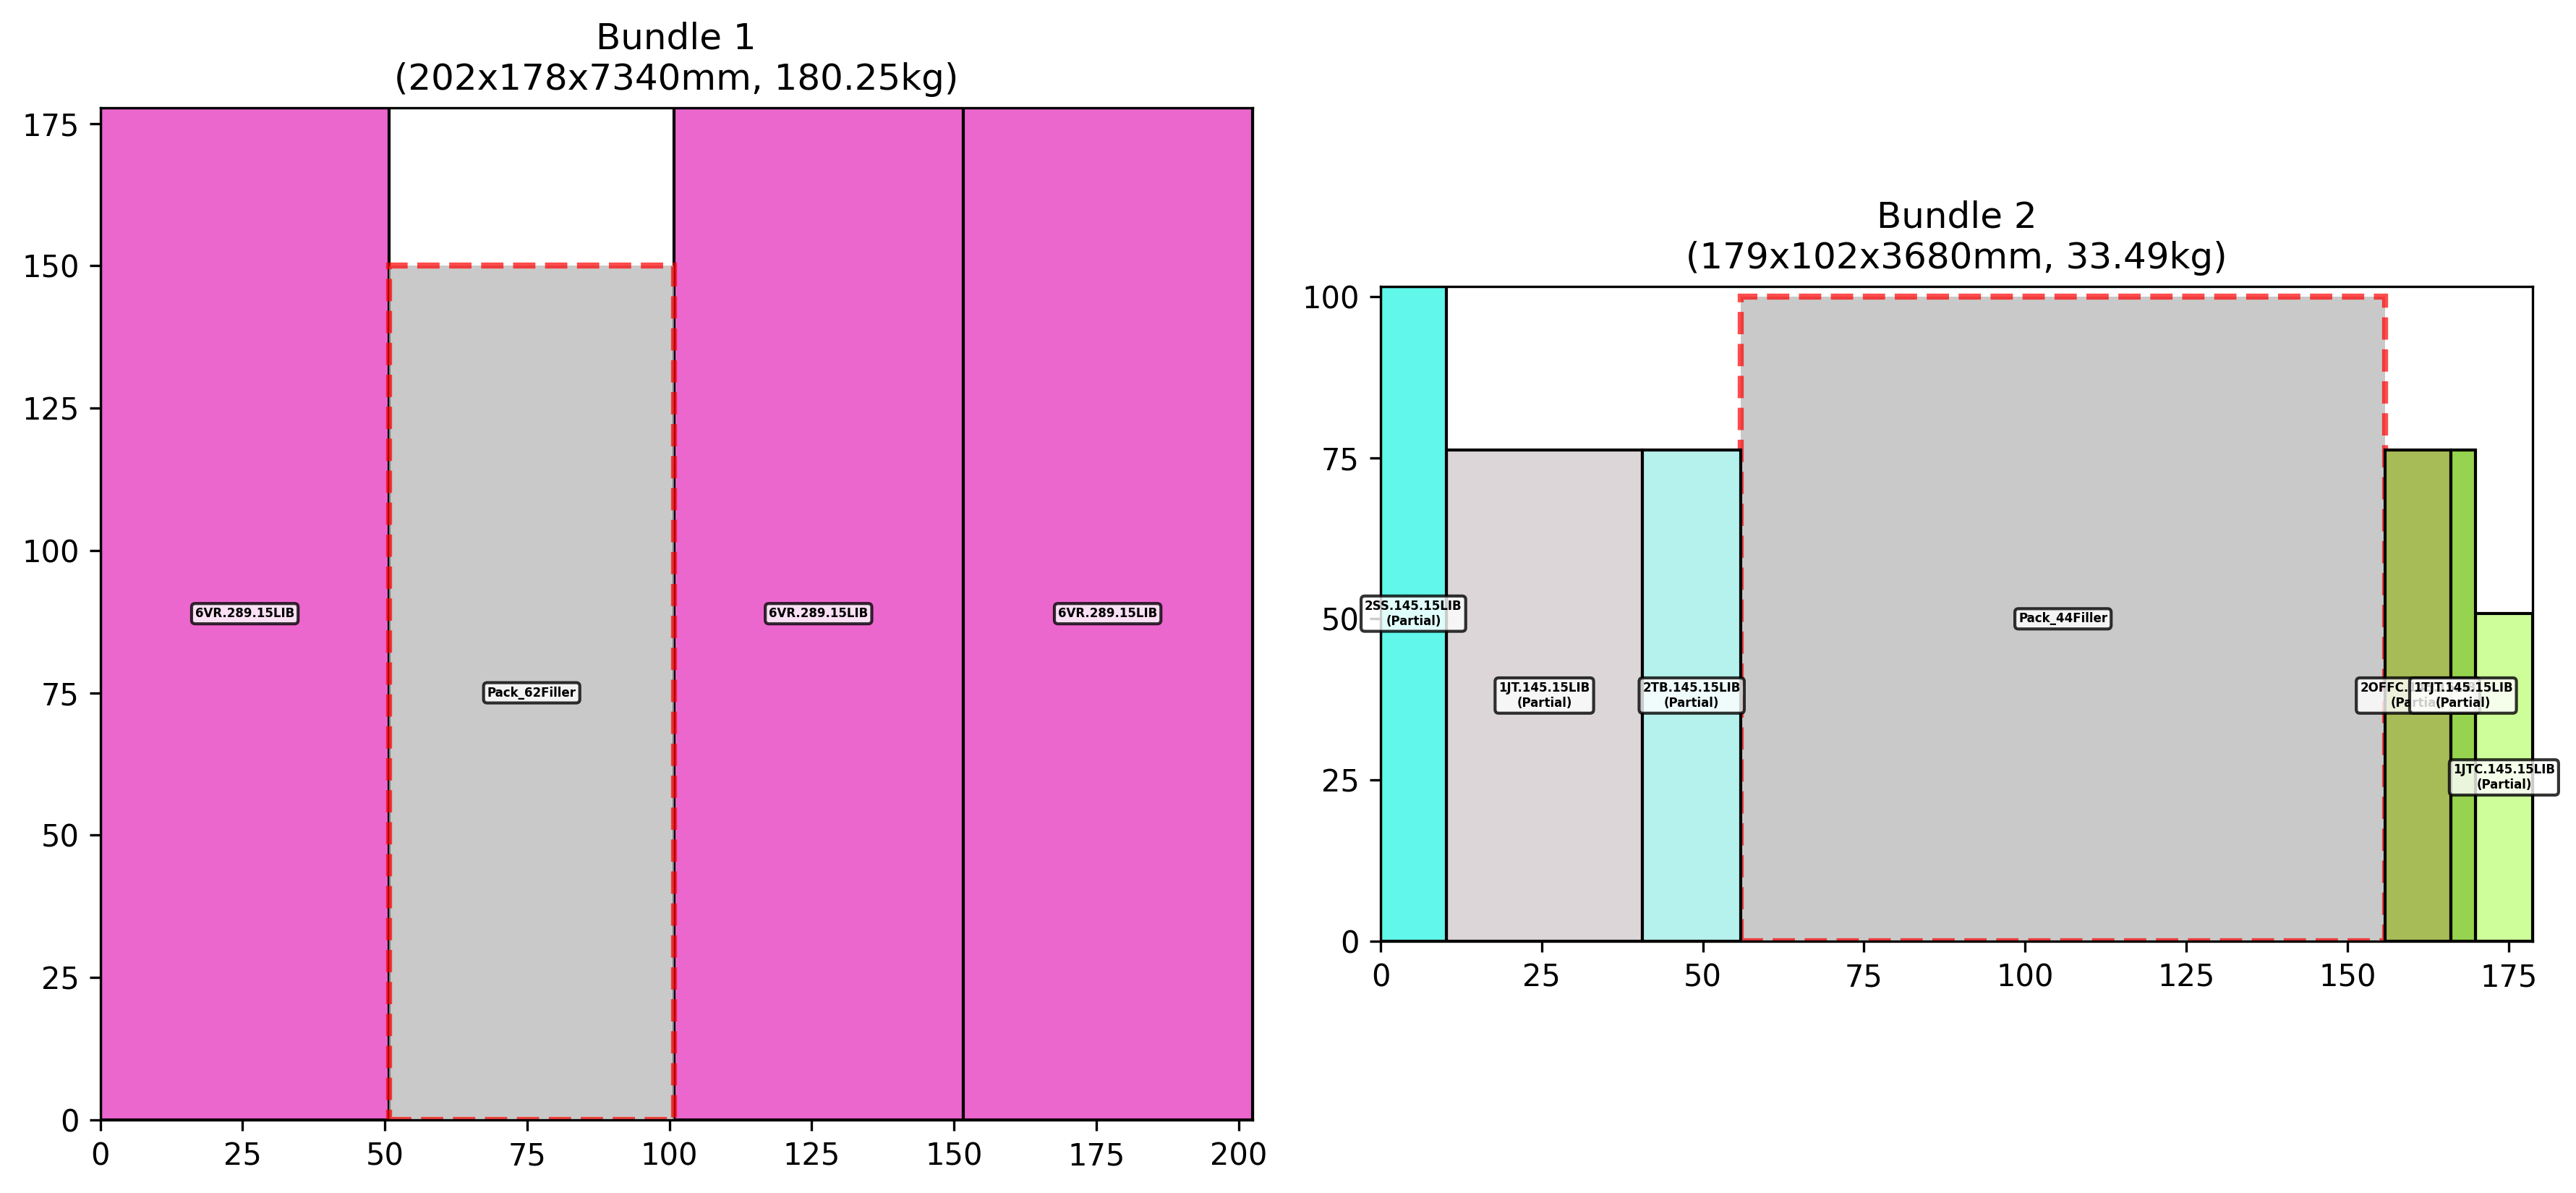 Bundle 1
(202x178x7340mm, 180.25kg)
175
150
125
100
75
50
25
0
6VR.289.15LIB
Pack_62Filler
6VR.289.15LIB
6VR.289.15LIB
0 25 50 75 100 125 150 175 200
Bundle 2
(179x102x3680mm, 33.49kg)
100
75
50
25
0
2SS.145.15LIB
(Partial)
1JT.145.15LIB
(Partial)
2TB.145.15LIB
(Partial)
Pack_44Filler
2OFFC.
1TJT.145.15LIB
(Partial)
1JTC.145.15LIB
(Partial)
0 25 50 75 100 125 150 175